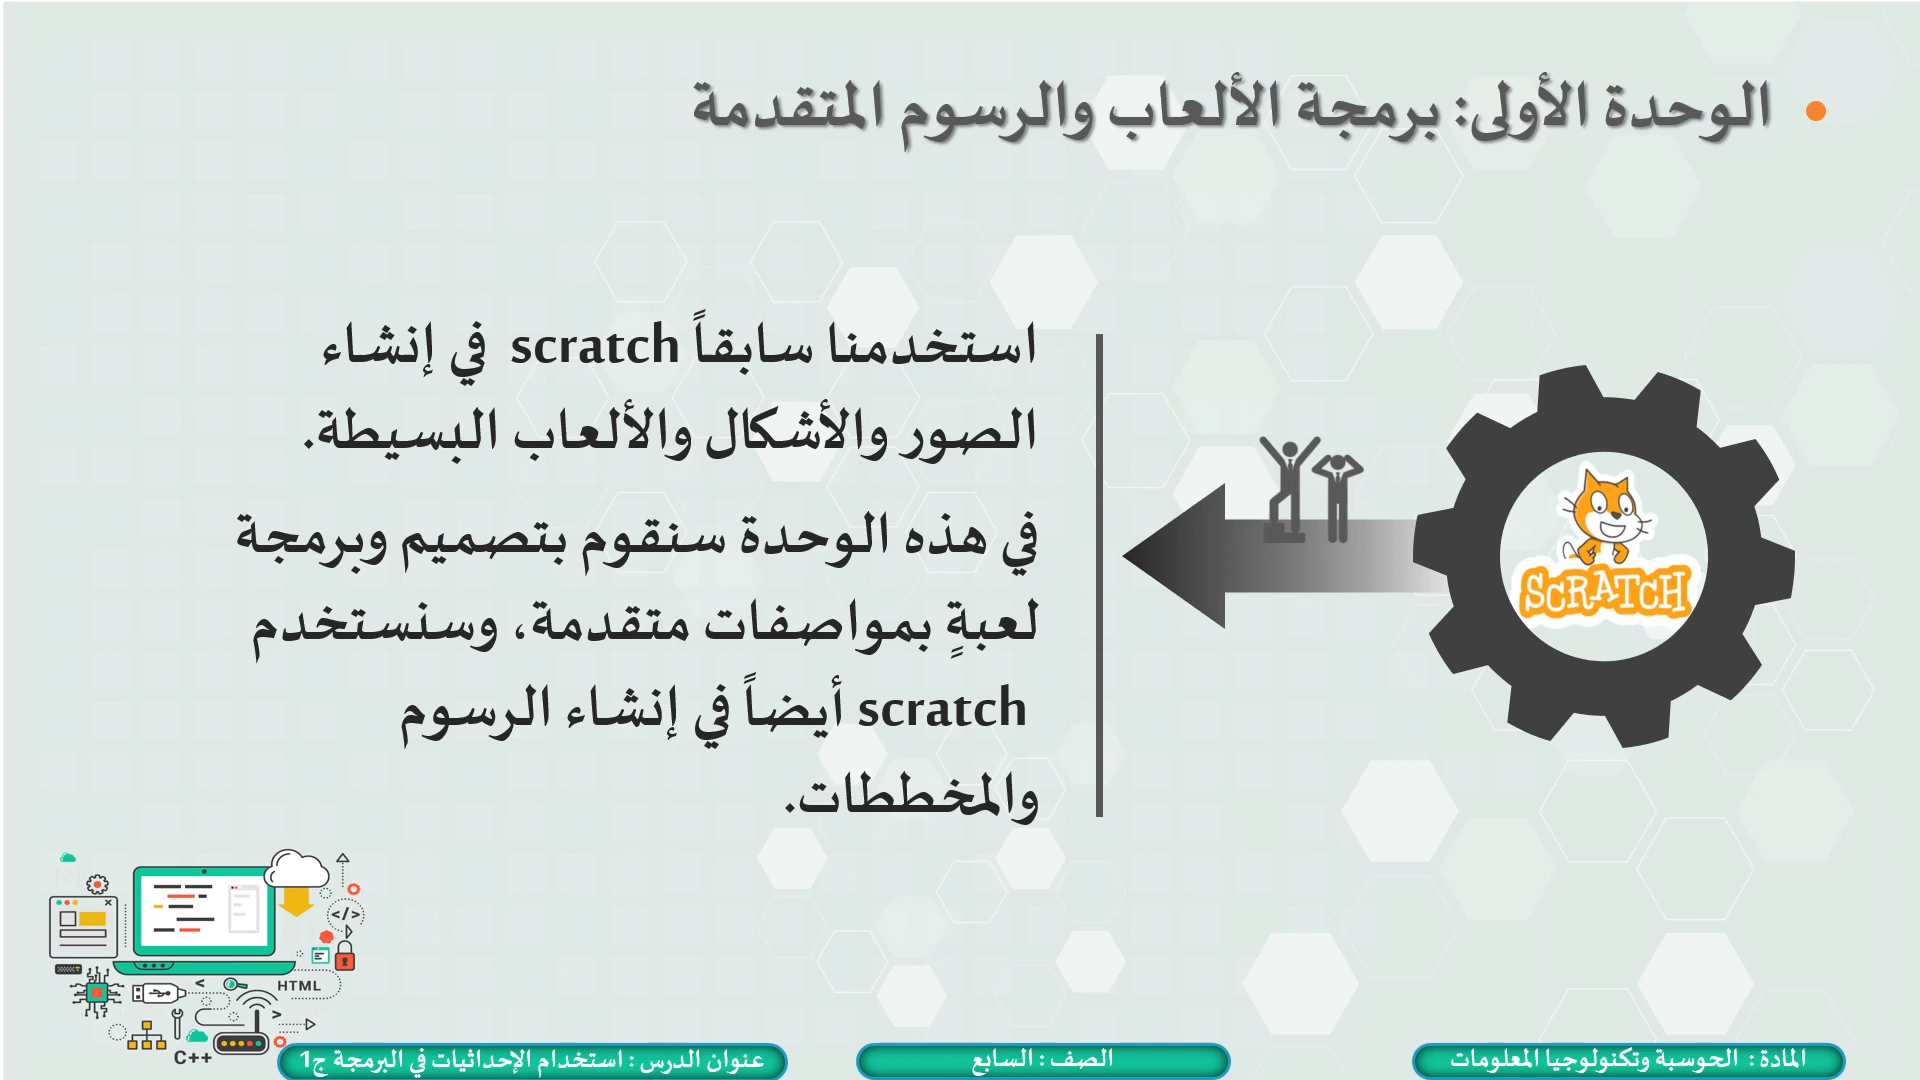 الوحدة الأولى: برمجة الألعاب والرسوم المتقدمة
استخدمنا سابقاً scratch في إنشاء
الصور والأشكال والألعاب البسيطة.
في هذه الوحدة سنقوم بتصميم وبرمجة
لعبةٍ بمواصفات متقدمة، وسنستخدم
scratch أيضاً في إنشاء الرسوم
والمخططات.
SCRATCH
</>
HTML
C++
المادة : الحوسبة وتكنولوجيا المعلومات
الصف : السابع
عنوان الدرس : استخدام الإحداثيات في البرمجة ج1